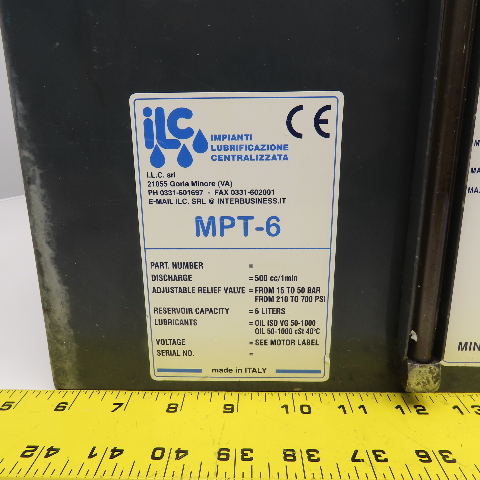 ILC
CE
IMPIANTI
LUBRIFICAZIONE
CENTRALIZZATA
I.L.C. srl
21055 Gorla Minore (VA)
PH 0331-601697 - FAX 0331-602001
E-MAIL ILC. SRL @ INTERBUSINESS.IT
MPT-6
PART. NUMBER =
DISCHARGE = 500 cc/1min
ADJUSTABLE RELIEF VALVE = FROM 15 TO 50 BAR
FROM 210 TO 700 PSI
RESERVOIR CAPACITY = 6 LITERS
LUBRICANTS = OIL ISO VG 50-1000
OIL 50-1000 cSt 40°C
VOLTAGE = SEE MOTOR LABEL
SERIAL NO. =
made in ITALY
MIN
5 6 7 8 9 10 11 12 13
42 41 40 39 38 37 36 35